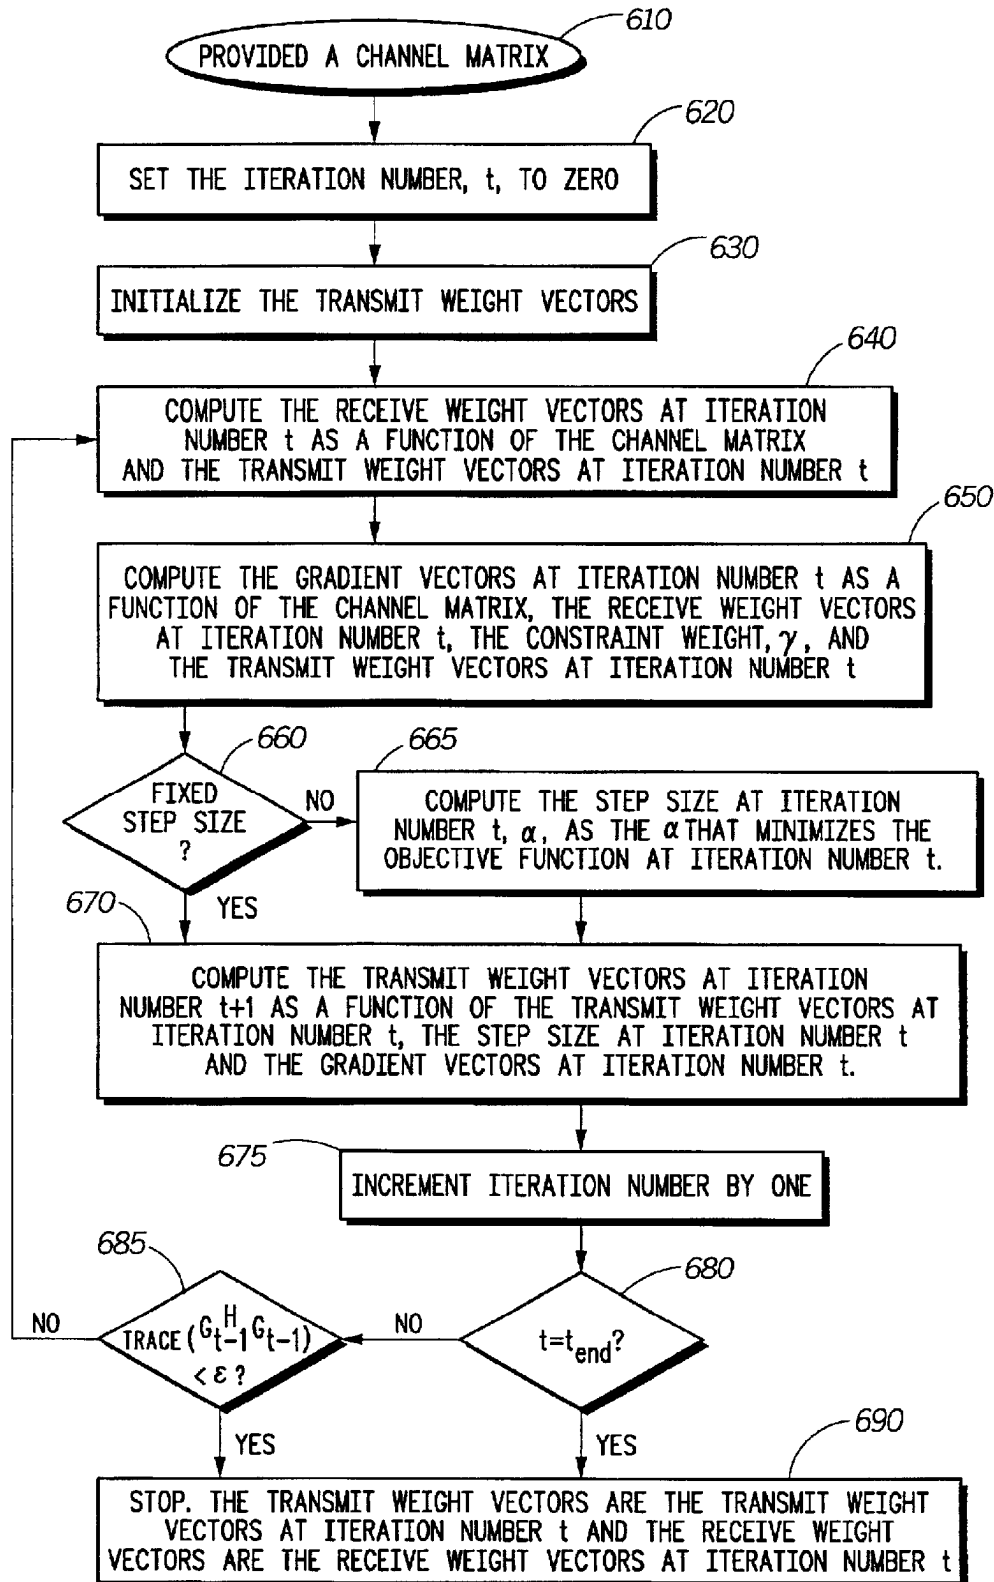 610
PROVIDED A CHANNEL MATRIX
620
SET THE ITERATION NUMBER, t, TO ZERO
630
INITIALIZE THE TRANSMIT WEIGHT VECTORS
640
COMPUTE THE RECEIVE WEIGHT VECTORS AT ITERATION
NUMBER t AS A FUNCTION OF THE CHANNEL MATRIX
AND THE TRANSMIT WEIGHT VECTORS AT ITERATION NUMBER t
650
COMPUTE THE GRADIENT VECTORS AT ITERATION NUMBER t AS A
FUNCTION OF THE CHANNEL MATRIX, THE RECEIVE WEIGHT VECTORS
AT ITERATION NUMBER t, THE CONSTRAINT WEIGHT, γ, AND
THE TRANSMIT WEIGHT VECTORS AT ITERATION NUMBER t
660
FIXED
STEP SIZE
?
NO
YES
665
COMPUTE THE STEP SIZE AT ITERATION
NUMBER t, α, AS THE α THAT MINIMIZES THE
OBJECTIVE FUNCTION AT ITERATION NUMBER t.
670
COMPUTE THE TRANSMIT WEIGHT VECTORS AT ITERATION
NUMBER t+1 AS A FUNCTION OF THE TRANSMIT WEIGHT VECTORS AT
ITERATION NUMBER t, THE STEP SIZE AT ITERATION NUMBER t
AND THE GRADIENT VECTORS AT ITERATION NUMBER t.
675
INCREMENT ITERATION NUMBER BY ONE
680
t=t_end?
NO
YES
685
TRACE (G^H_t-1 G_t-1)
< ε ?
NO
YES
690
STOP. THE TRANSMIT WEIGHT VECTORS ARE THE TRANSMIT WEIGHT
VECTORS AT ITERATION NUMBER t AND THE RECEIVE WEIGHT
VECTORS ARE THE RECEIVE WEIGHT VECTORS AT ITERATION NUMBER t